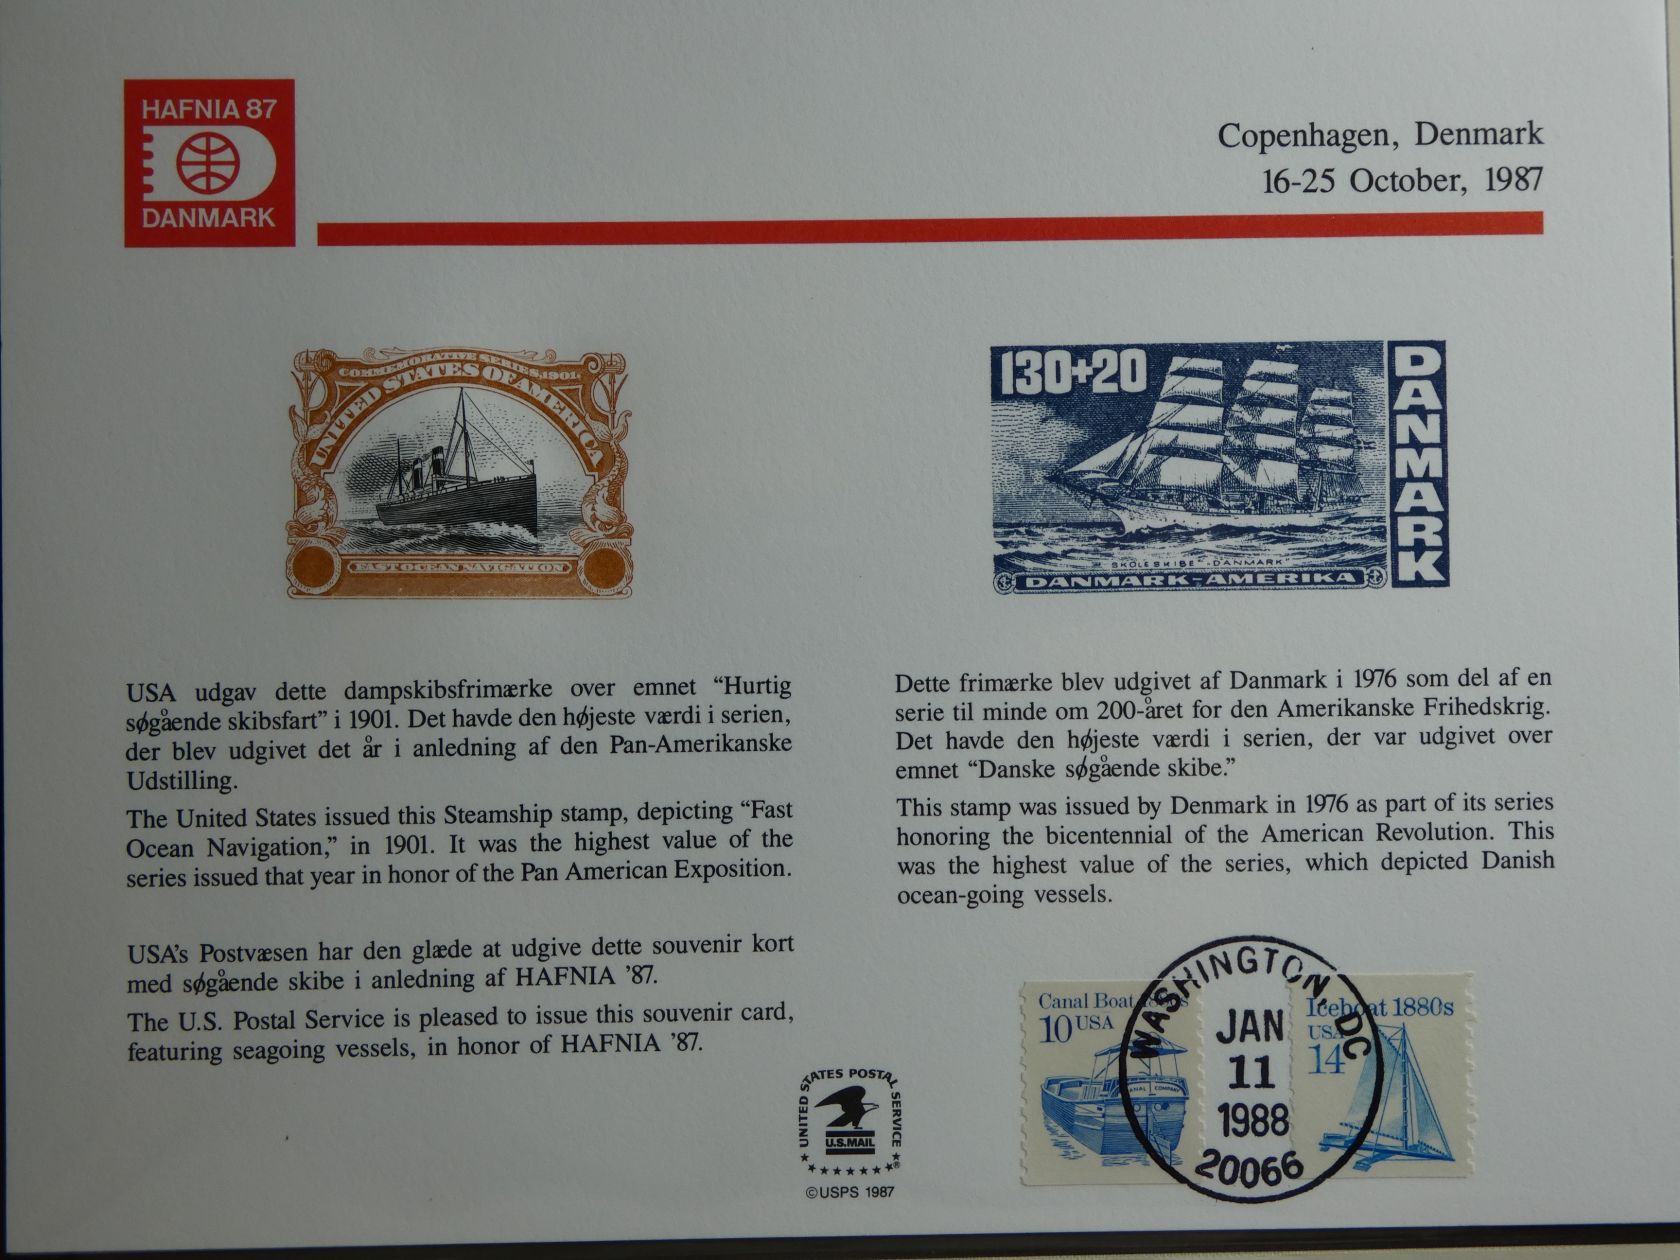 HAFNIA 87
DANMARK
Copenhagen, Denmark
16-25 October, 1987
COMMEMORATIVE SERIES, 1901
UNITED STATES OF AMERICA
FAST OCEAN NAVIGATION
130+20
DANMARK
SKOLESKIBET "DANMARK"
DANMARK-AMERIKA
USA udgav dette dampskibsfrimærke over emnet “Hurtig
søgående skibsfart” i 1901. Det havde den højeste værdi i serien,
der blev udgivet det år i anledning af den Pan-Amerikanske
Udstilling.
The United States issued this Steamship stamp, depicting “Fast
Ocean Navigation,” in 1901. It was the highest value of the
series issued that year in honor of the Pan American Exposition.
USA's Postvæsen har den glæde at udgive dette souvenir kort
med søgående skibe i anledning af HAFNIA ’87.
The U.S. Postal Service is pleased to issue this souvenir card,
featuring seagoing vessels, in honor of HAFNIA ’87.
Dette frimærke blev udgivet af Danmark i 1976 som del af en
serie til minde om 200-året for den Amerikanske Frihedskrig.
Det havde den højeste værdi i serien, der var udgivet over
emnet “Danske søgående skibe.”
This stamp was issued by Denmark in 1976 as part of its series
honoring the bicentennial of the American Revolution. This
was the highest value of the series, which depicted Danish
ocean-going vessels.
UNITED STATES POSTAL SERVICE
U.S.MAIL
®
©USPS 1987
Canal Boat
10 USA
CANAL COMPANY
Iceboat 1880s
USA
14
WASHINGTON, DC
JAN
11
1988
20066